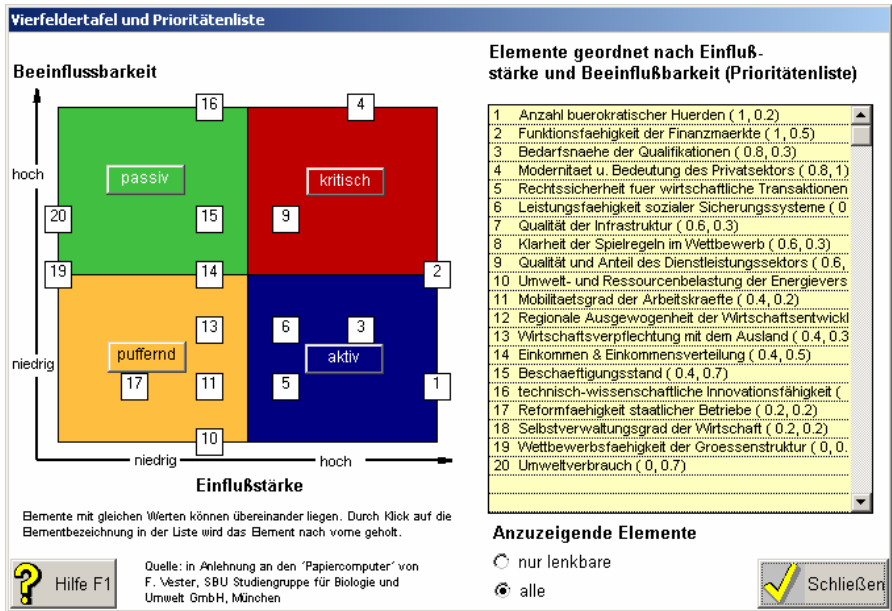 Vierfeldertafel und Prioritätenliste
Beeinflussbarkeit
16
4
hoch
passiv
kritisch
20
15
9
19
14
2
13
6
3
puffernd
aktiv
niedrig
17
11
5
1
10
niedrig
hoch
Einflußstärke
Elemente mit gleichen Werten können übereinander liegen. Durch Klick auf die
Elementbezeichnung in der Liste wird das Element nach vorne geholt.
Hilfe F1
Quelle: in Anlehnung an den ´Papiercomputer´ von
F. Vester, SBU Studiengruppe für Biologie und
Umwelt GmbH, München
Elemente geordnet nach Einfluß-
stärke und Beeinflußbarkeit (Prioritätenliste)
1 Anzahl buerokratischer Huerden ( 1, 0.2)
2 Funktionsfaehigkeit der Finanzmaerkte ( 1, 0.5)
3 Bedarfsnaehe der Qualifikationen ( 0.8, 0.3)
4 Modernitaet u. Bedeutung des Privatsektors ( 0.8, 1)
5 Rechtssicherheit fuer wirtschaftliche Transaktionen
6 Leistungsfaehigkeit sozialer Sicherungssysteme ( 0
7 Qualität der Infrastruktur ( 0.6, 0.3)
8 Klarheit der Spielregeln im Wettbewerb ( 0.6, 0.3)
9 Qualität und Anteil des Dienstleistungssektors ( 0.6,
10 Umwelt- und Ressourcenbelastung der Energievers
11 Mobilitaetsgrad der Arbeitskraefte ( 0.4, 0.2)
12 Regionale Ausgewogenheit der Wirtschaftsentwickl
13 Wirtschaftsverpflechtung mit dem Ausland ( 0.4, 0.3
14 Einkommen & Einkommensverteilung ( 0.4, 0.5)
15 Beschaeftigungsstand ( 0.4, 0.7)
16 technisch-wissenschaftliche Innovationsfähigkeit (
17 Reformfaehigkeit staatlicher Betriebe ( 0.2, 0.2)
18 Selbstverwaltungsgrad der Wirtschaft ( 0.2, 0.2)
19 Wettbewerbsfaehigkeit der Groessenstruktur ( 0, 0.
20 Umweltverbrauch ( 0, 0.7)
Anzuzeigende Elemente
nur lenkbare
alle
Schließen